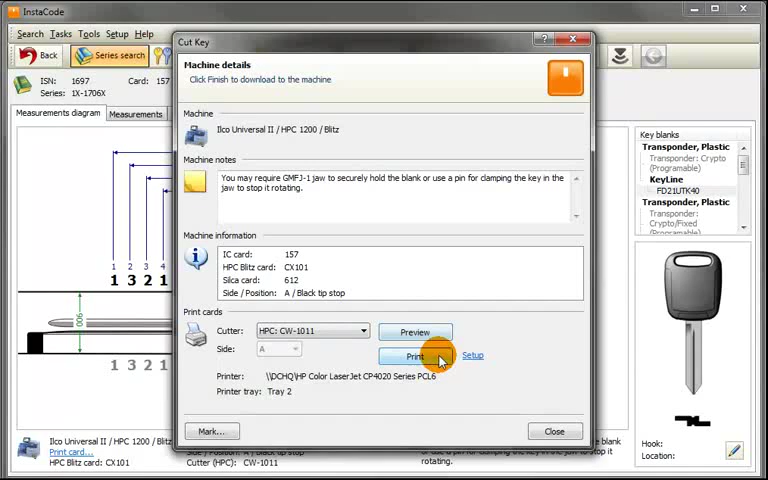 InstaCode
Search Tasks Tools Setup Help
Back Series search
ISN: 1697 Card: 157
Series: 1X-1706X
Measurements diagram Measurements
1 2 3 4
1 3 2 1
006
1 3 2 1
Ilco Universal II / HPC 1200 / Blitz
Print card...
HPC Blitz card: CX101
Side / Position: A / Black tip stop
Cutter (HPC): CW-1011
rotating.
Cut Key
Machine details
Click Finish to download to the machine
Machine
Ilco Universal II / HPC 1200 / Blitz
Machine notes
You may require GMFJ-1 jaw to securely hold the blank or use a pin for clamping the key in the
jaw to stop it rotating.
Machine information
IC card: 157
HPC Blitz card: CX101
Silca card: 612
Side / Position: A / Black tip stop
Print cards
Cutter: HPC: CW-1011 Preview
Side: A Print Setup
Printer: \\DCHQ\HP Color LaserJet CP4020 Series PCL6
Printer tray: Tray 2
Mark... Close
Key blanks
Transponder, Plastic
Transponder: Crypto
(Programable)
KeyLine
FD21UTK40
Transponder, Plastic
Transponder:
Crypto/Fixed
(Programable)
Hook:
Location: